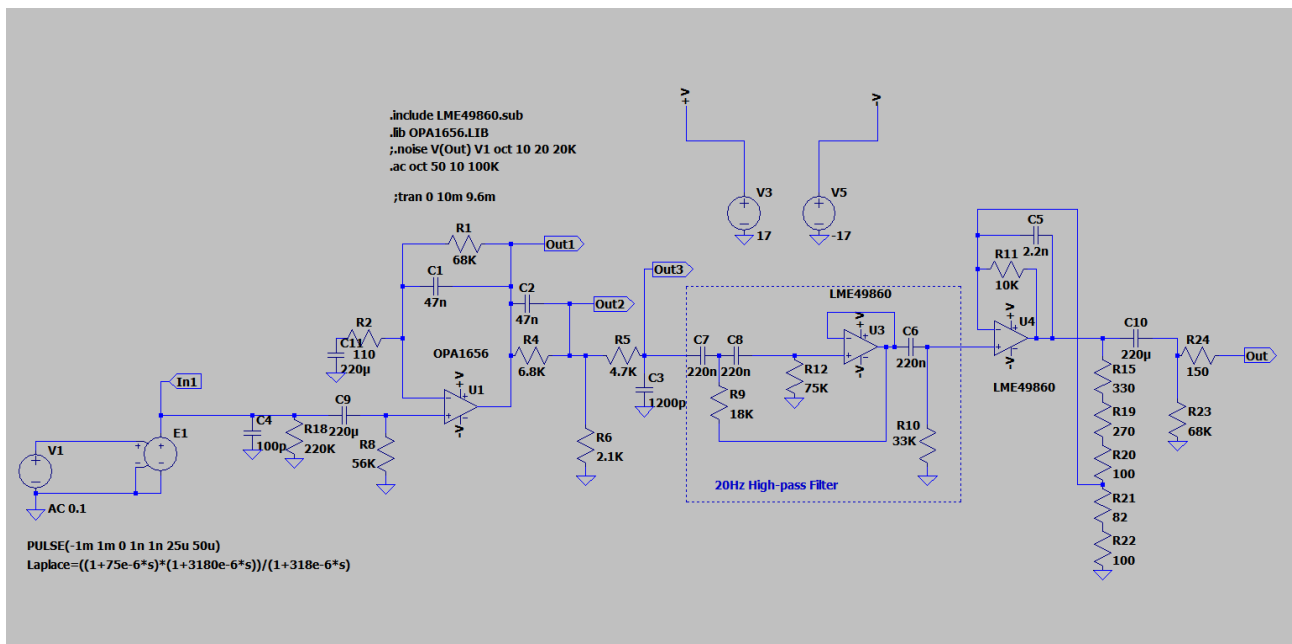 .include LME49860.sub
.lib OPA1656.LIB
;.noise V(Out) V1 oct 10 20 20K
.ac oct 50 10 100K
;tran 0 10m 9.6m
+V
-V
V3
17
V5
-17
R1
68K
Out1
C1
47n
C2
47n
Out2
Out3
R2
110
C11
220µ
OPA1656
+V
U1
-V
R4
6.8K
R5
4.7K
C3
1200p
R6
2.1K
In1
V1
AC 0.1
E1
C4
100p
R18
220K
C9
220µ
R8
56K
LME49860
C7
220n
C8
220n
R9
18K
R12
75K
+V
U3
-V
C6
220n
R10
33K
20Hz High-pass Filter
C5
2.2n
R11
10K
+V
U4
-V
LME49860
C10
220µ
R24
150
Out
R15
330
R19
270
R20
100
R21
82
R22
100
R23
68K
PULSE(-1m 1m 0 1n 1n 25u 50u)
Laplace=((1+75e-6*s)*(1+3180e-6*s))/(1+318e-6*s)